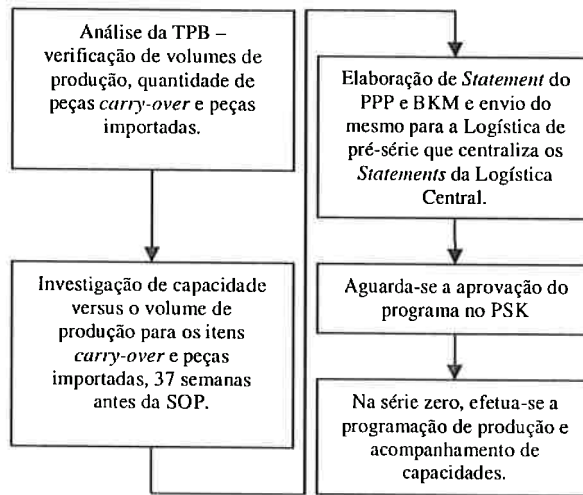 Análise da TPB –
verificação de volumes de
produção, quantidade de
peças carry-over e peças
importadas.
Investigação de capacidade
versus o volume de
produção para os itens
carry-over e peças
importadas, 37 semanas
antes da SOP.
Elaboração de Statement do
PPP e BKM e envio do
mesmo para a Logística de
pré-série que centraliza os
Statements da Logística
Central.
Aguarda-se a aprovação do
programa no PSK
Na série zero, efetua-se a
programação de produção e
acompanhamento de
capacidades.